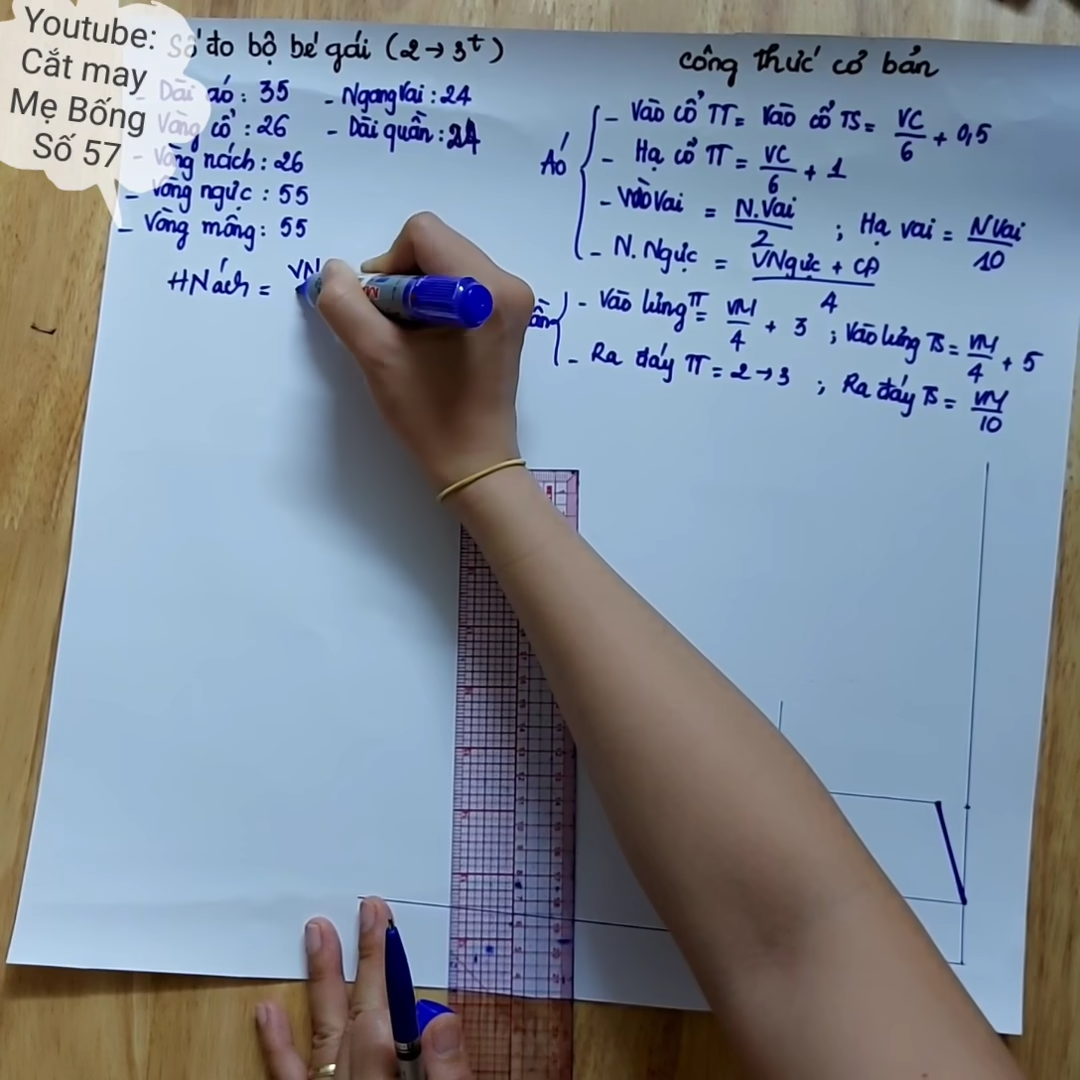 Youtube:
Cắt may
Mẹ Bống
Số 57
Số đo bộ bé gái (2→3t)
- Dài áo: 35
Vòng cổ: 26
- Vòng nách: 26
- Vòng ngực: 55
- Vòng mông: 55
- Ngang vai: 24
- Dài quần: 24
HNách = VN
công thức cơ bản
Áo
- Vào cổ TT = Vào cổ TS = VC/6 + 0,5
- Hạ cổ TT = VC/6 + 1
- Vào Vai = N.Vai/2 ; Hạ vai = NVai/10
- N. Ngực = VNgực + CĐ/4
- Vào lưng TT = VM/4 + 3 ; Vào lưng TS = VM/4 + 5
- Ra đáy TT = 2→3 ; Ra đáy TS = VM/10